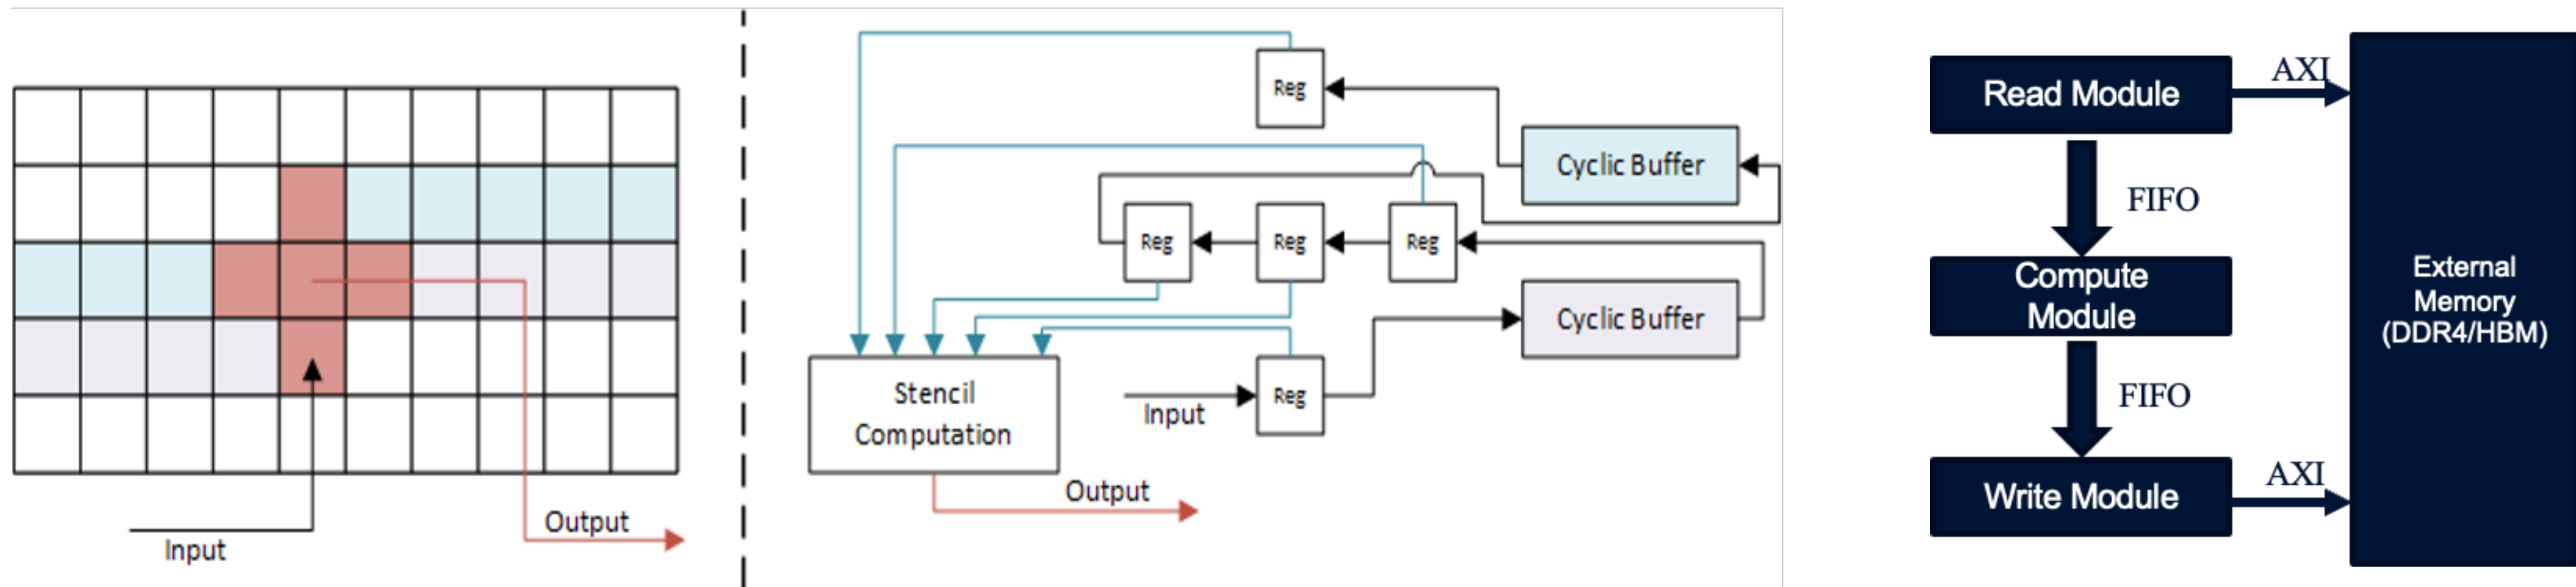 Input
Output
Reg
Cyclic Buffer
Reg
Reg
Reg
Cyclic Buffer
Stencil
Computation
Input
Reg
Output
Read Module
AXI
FIFO
Compute
Module
FIFO
Write Module
AXI
External
Memory
(DDR4/HBM)